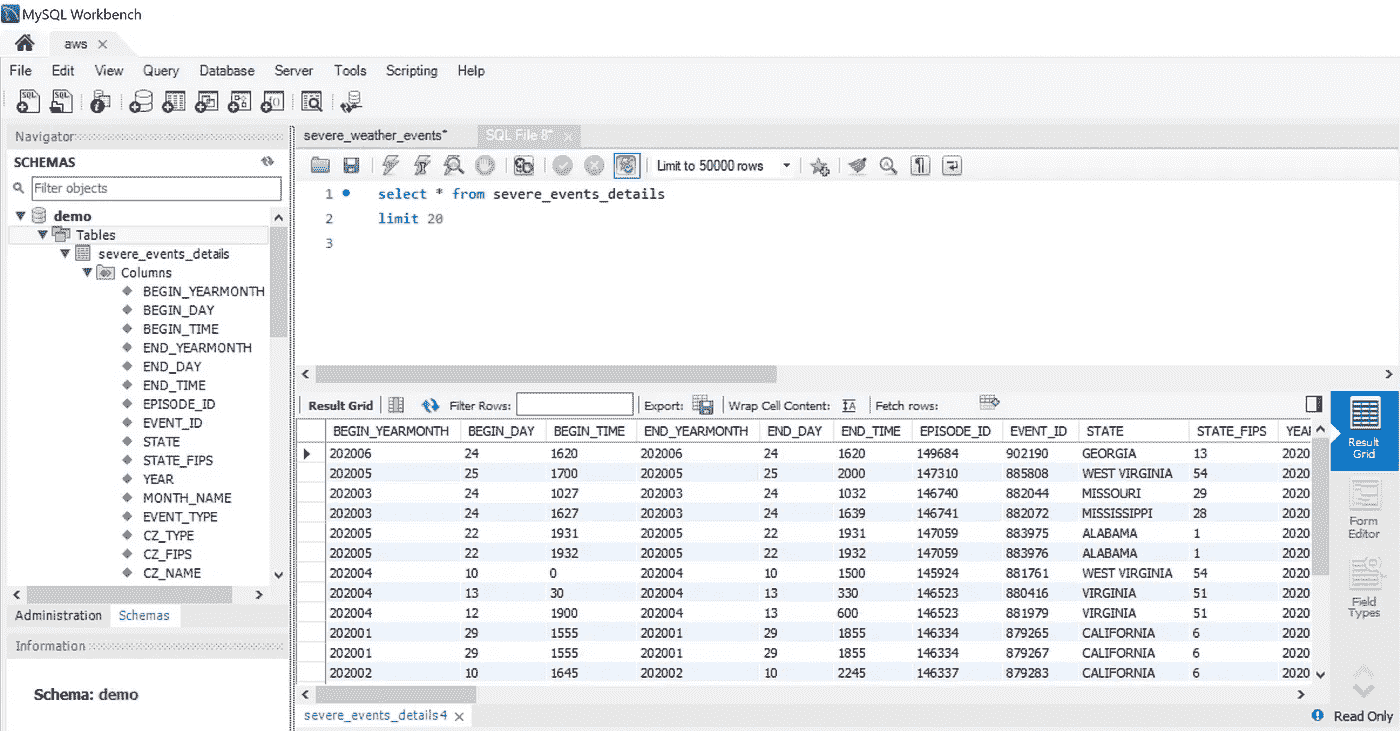 MySQL Workbench
aws
File Edit View Query Database Server Tools Scripting Help
Navigator
SCHEMAS
Filter objects
demo
Tables
severe_events_details
Columns
BEGIN_YEARMONTH
BEGIN_DAY
BEGIN_TIME
END_YEARMONTH
END_DAY
END_TIME
EPISODE_ID
EVENT_ID
STATE
STATE_FIPS
YEAR
MONTH_NAME
EVENT_TYPE
CZ_TYPE
CZ_FIPS
CZ_NAME
Administration Schemas
Information
Schema: demo
severe_weather_events* SQL File 8*
Limit to 50000 rows
1 select * from severe_events_details
2 limit 20
3
Result Grid Filter Rows: Export: Wrap Cell Content: IA Fetch rows:
BEGIN_YEARMONTH BEGIN_DAY BEGIN_TIME END_YEARMONTH END_DAY END_TIME EPISODE_ID EVENT_ID STATE STATE_FIPS YEAR
202006 24 1620 202006 24 1620 149684 902190 GEORGIA 13 2020
202005 25 1700 202005 25 2000 147310 885808 WEST VIRGINIA 54 2020
202003 24 1027 202003 24 1032 146740 882044 MISSOURI 29 2020
202003 24 1627 202003 24 1639 146741 882072 MISSISSIPPI 28 2020
202005 22 1931 202005 22 1931 147059 883975 ALABAMA 1 2020
202005 22 1932 202005 22 1932 147059 883976 ALABAMA 1 2020
202004 10 0 202004 10 1500 145924 881761 WEST VIRGINIA 54 2020
202004 13 30 202004 13 330 146523 880416 VIRGINIA 51 2020
202004 12 1900 202004 13 600 146523 881979 VIRGINIA 51 2020
202001 29 1555 202001 29 1855 146334 879265 CALIFORNIA 6 2020
202001 29 1555 202001 29 1855 146334 879267 CALIFORNIA 6 2020
202002 10 1645 202002 10 2245 146337 879283 CALIFORNIA 6 2020
Result
Grid
Form
Editor
Field
Types
severe_events_details4
Read Only